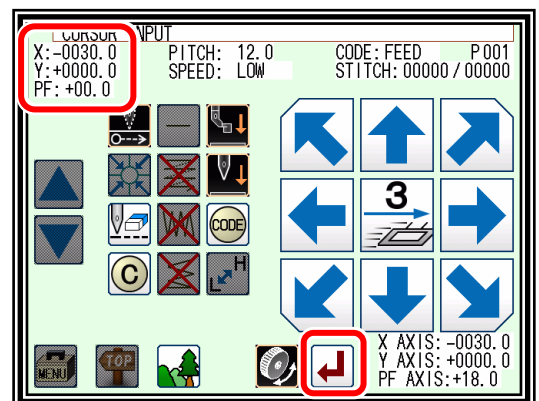 CURSOR INPUT
X:-0030.0 PITCH: 12.0 CODE:FEED P001
Y:+0000.0 SPEED: LOW STITCH:00000/00000
PF:+00.0
CODE
3
C
H
L
X AXIS:-0030.0
Y AXIS:+0000.0
PF AXIS:+18.0
MENU
TOP